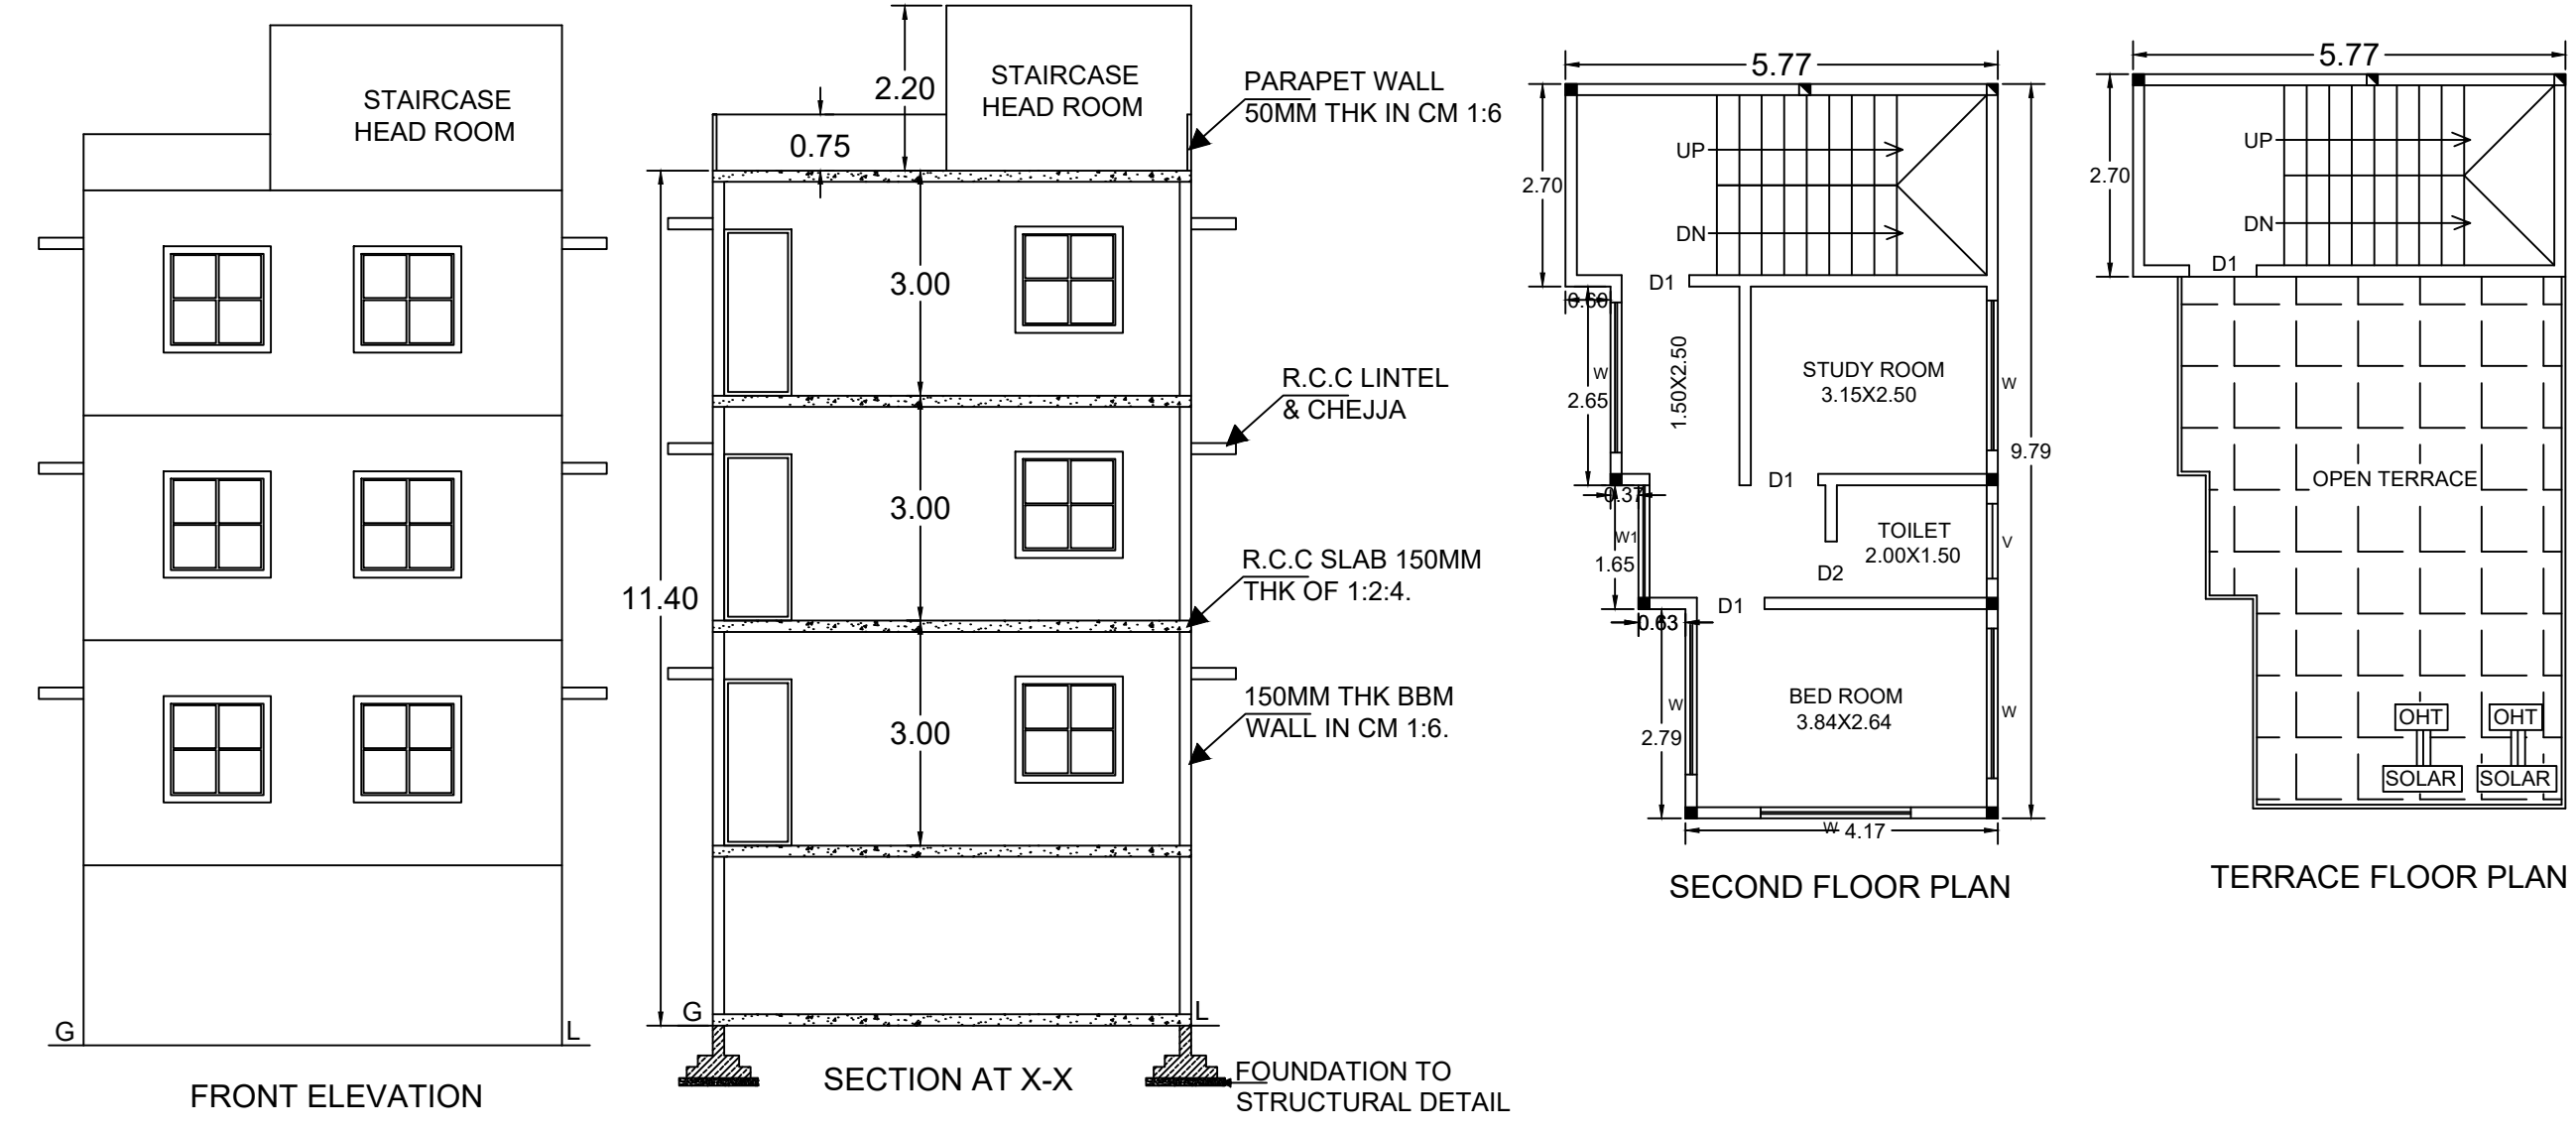 STAIRCASE
HEAD ROOM
G
L
FRONT ELEVATION
2.20
STAIRCASE
HEAD ROOM
0.75
PARAPET WALL
50MM THK IN CM 1:6
3.00
R.C.C LINTEL
& CHEJJA
3.00
R.C.C SLAB 150MM
THK OF 1:2:4.
11.40
150MM THK BBM
WALL IN CM 1:6.
3.00
G
L
SECTION AT X-X
FOUNDATION TO
STRUCTURAL DETAIL
5.77
2.70
UP
DN
D1
0.60
W
2.65
1.50X2.50
STUDY ROOM
3.15X2.50
W
9.79
D1
0.37
W1
1.65
TOILET
2.00X1.50
V
D2
D1
0.63
BED ROOM
3.84X2.64
W
W
2.79
W
4.17
SECOND FLOOR PLAN
5.77
2.70
UP
DN
D1
OPEN TERRACE
OHT
OHT
SOLAR
SOLAR
TERRACE FLOOR PLAN